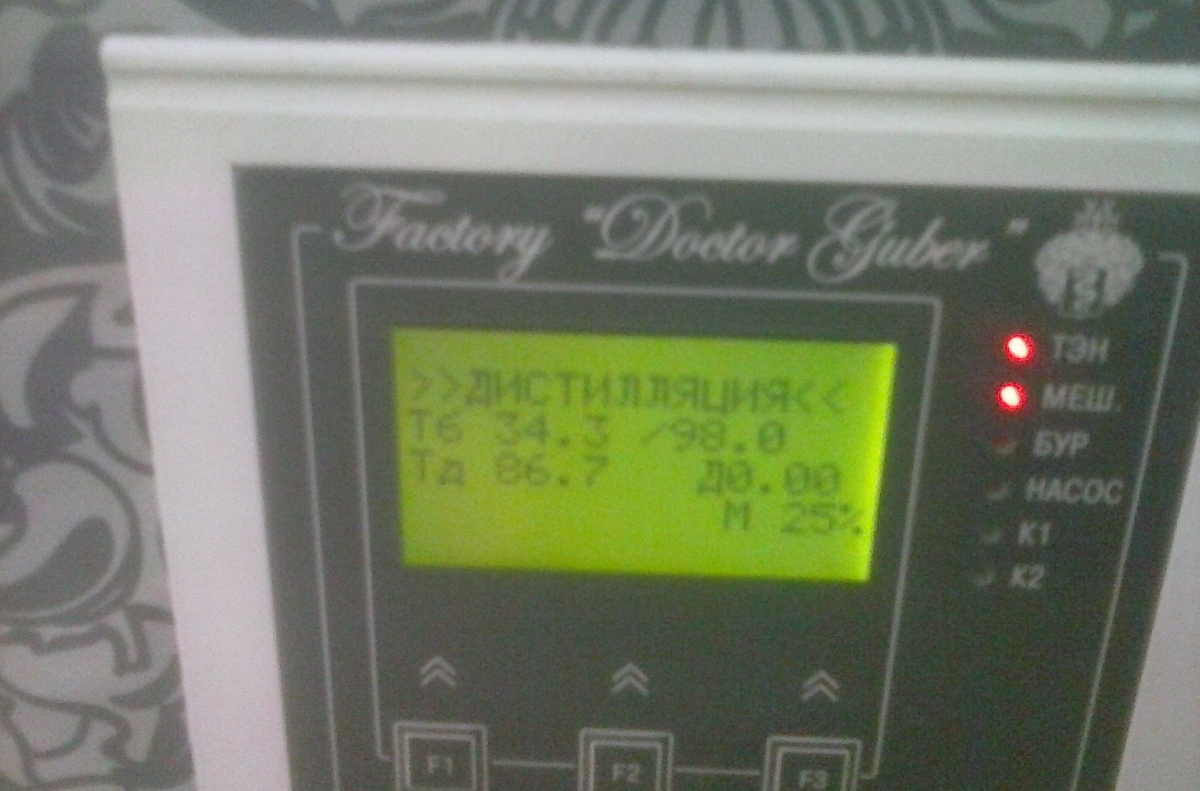 Factory "Doctor Guber"
>>ДИСТИЛЛЯЦИЯ<<
Тб 34.3 /98.0
Тд 86.7 Д0.00
М 25%
ТЭН
МЕШ.
БУР
НАСОС
К1
К2
F1 F2 F3